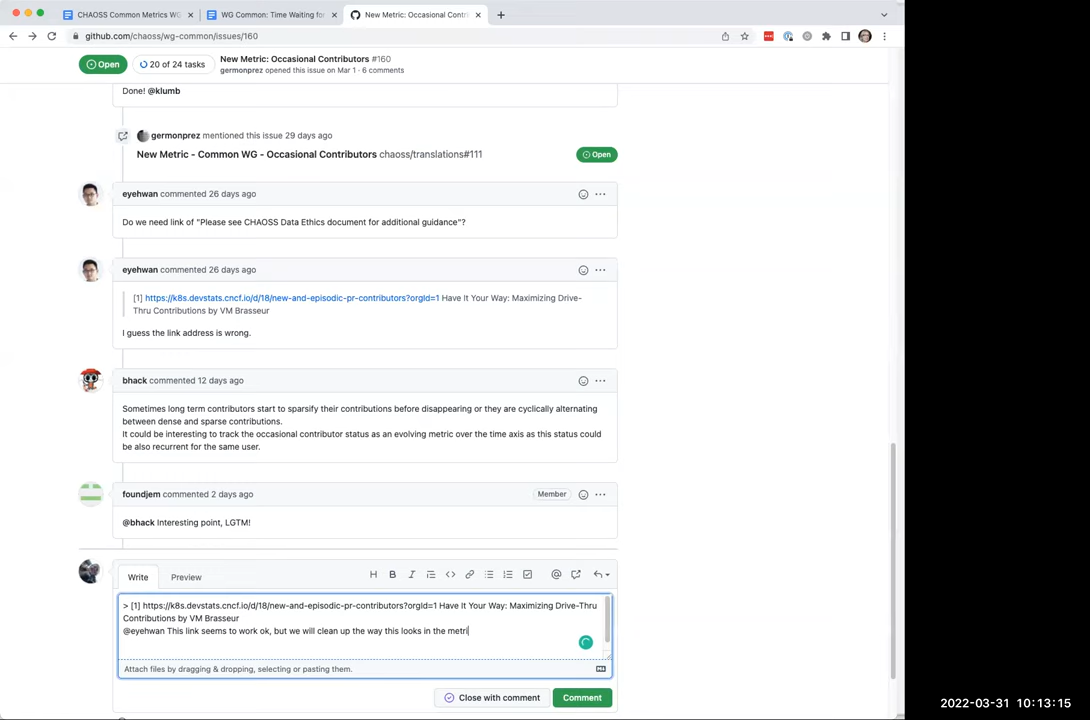 CHAOSS Common Metrics WG
WG Common: Time Waiting for
New Metric: Occasional Contri
github.com/chaoss/wg-common/issues/160
Open
20 of 24 tasks
New Metric: Occasional Contributors #160
germonprez opened this issue on Mar 1 · 6 comments
Done! @klumb
germonprez mentioned this issue 29 days ago
New Metric - Common WG - Occasional Contributors chaoss/translations#111
Open
eyehwan commented 26 days ago
Do we need link of "Please see CHAOSS Data Ethics document for additional guidance"?
eyehwan commented 26 days ago
[1] https://k8s.devstats.cncf.io/d/18/new-and-episodic-pr-contributors?orgId=1 Have It Your Way: Maximizing Drive-
Thru Contributions by VM Brasseur
I guess the link address is wrong.
bhack commented 12 days ago
Sometimes long term contributors start to sparsify their contributions before disappearing or they are cyclically alternating
between dense and sparse contributions.
It could be interesting to track the occasional contributor status as an evolving metric over the time axis as this status could
be also recurrent for the same user.
foundjem commented 2 days ago
Member
@bhack Interesting point, LGTM!
Write
Preview
> [1] https://k8s.devstats.cncf.io/d/18/new-and-episodic-pr-contributors?orgId=1 Have It Your Way: Maximizing Drive-Thru
Contributions by VM Brasseur
@eyehwan This link seems to work ok, but we will clean up the way this looks in the metri
Attach files by dragging & dropping, selecting or pasting them.
Close with comment
Comment
2022-03-31 10:13:15